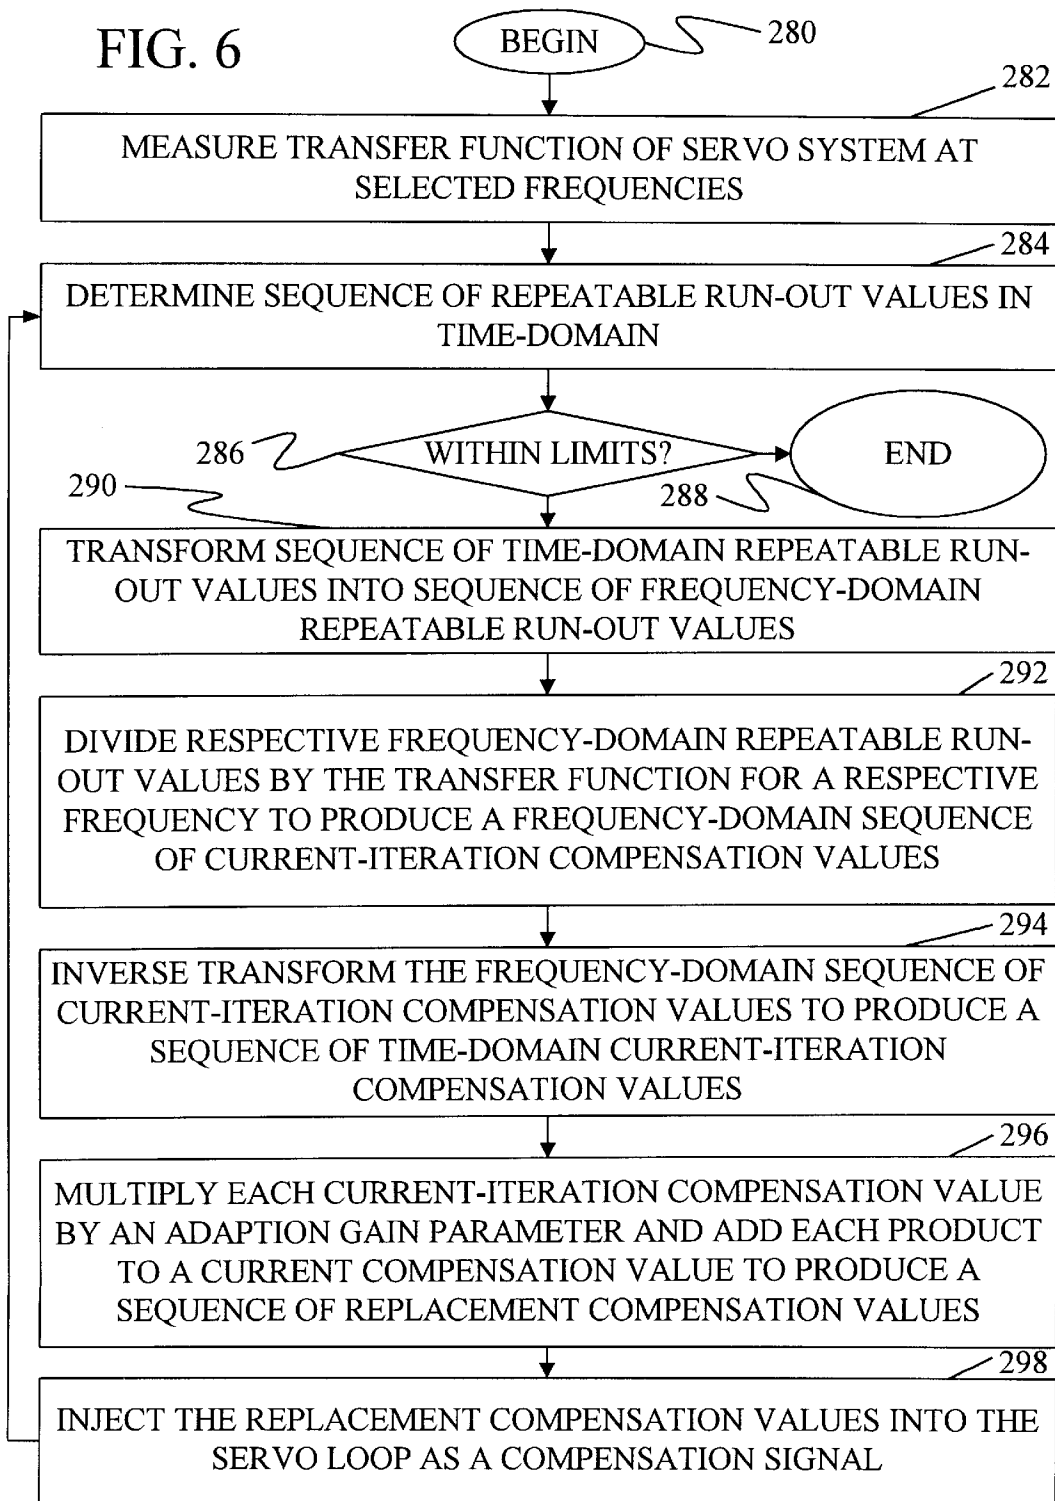 FIG. 6
BEGIN
280
282
MEASURE TRANSFER FUNCTION OF SERVO SYSTEM AT
SELECTED FREQUENCIES
284
DETERMINE SEQUENCE OF REPEATABLE RUN-OUT VALUES IN
TIME-DOMAIN
286
WITHIN LIMITS?
END
290
288
TRANSFORM SEQUENCE OF TIME-DOMAIN REPEATABLE RUN-
OUT VALUES INTO SEQUENCE OF FREQUENCY-DOMAIN
REPEATABLE RUN-OUT VALUES
292
DIVIDE RESPECTIVE FREQUENCY-DOMAIN REPEATABLE RUN-
OUT VALUES BY THE TRANSFER FUNCTION FOR A RESPECTIVE
FREQUENCY TO PRODUCE A FREQUENCY-DOMAIN SEQUENCE
OF CURRENT-ITERATION COMPENSATION VALUES
294
INVERSE TRANSFORM THE FREQUENCY-DOMAIN SEQUENCE OF
CURRENT-ITERATION COMPENSATION VALUES TO PRODUCE A
SEQUENCE OF TIME-DOMAIN CURRENT-ITERATION
COMPENSATION VALUES
296
MULTIPLY EACH CURRENT-ITERATION COMPENSATION VALUE
BY AN ADAPTION GAIN PARAMETER AND ADD EACH PRODUCT
TO A CURRENT COMPENSATION VALUE TO PRODUCE A
SEQUENCE OF REPLACEMENT COMPENSATION VALUES
298
INJECT THE REPLACEMENT COMPENSATION VALUES INTO THE
SERVO LOOP AS A COMPENSATION SIGNAL